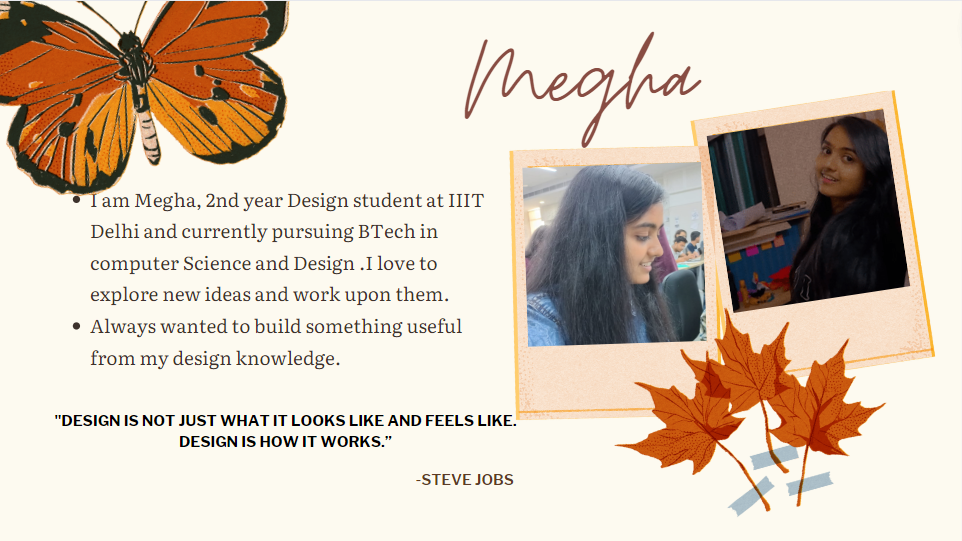 Megha
• I am Megha, 2nd year Design student at IIIT
Delhi and currently pursuing BTech in
computer Science and Design .I love to
explore new ideas and work upon them.
• Always wanted to build something useful
from my design knowledge.
"DESIGN IS NOT JUST WHAT IT LOOKS LIKE AND FEELS LIKE.
DESIGN IS HOW IT WORKS.”
-STEVE JOBS